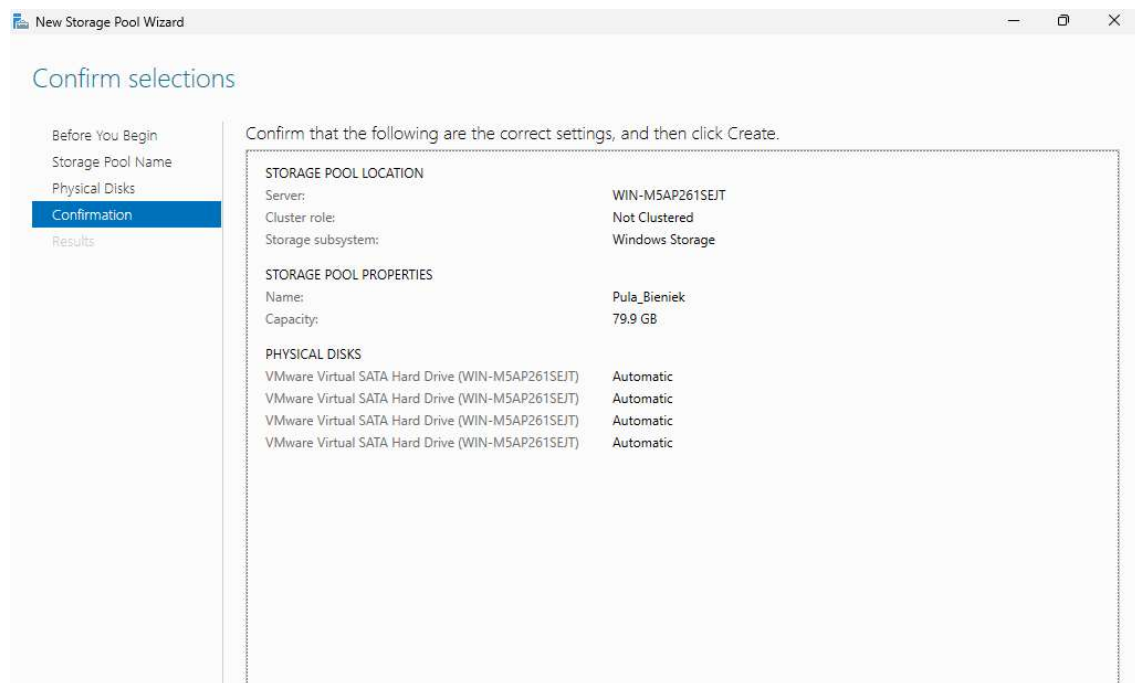 New Storage Pool Wizard
Confirm selections
Before You Begin
Storage Pool Name
Physical Disks
Confirmation
Results
Confirm that the following are the correct settings, and then click Create.
STORAGE POOL LOCATION
Server: WIN-M5AP261SEJT
Cluster role: Not Clustered
Storage subsystem: Windows Storage
STORAGE POOL PROPERTIES
Name: Pula_Bieniek
Capacity: 79.9 GB
PHYSICAL DISKS
VMware Virtual SATA Hard Drive (WIN-M5AP261SEJT) Automatic
VMware Virtual SATA Hard Drive (WIN-M5AP261SEJT) Automatic
VMware Virtual SATA Hard Drive (WIN-M5AP261SEJT) Automatic
VMware Virtual SATA Hard Drive (WIN-M5AP261SEJT) Automatic